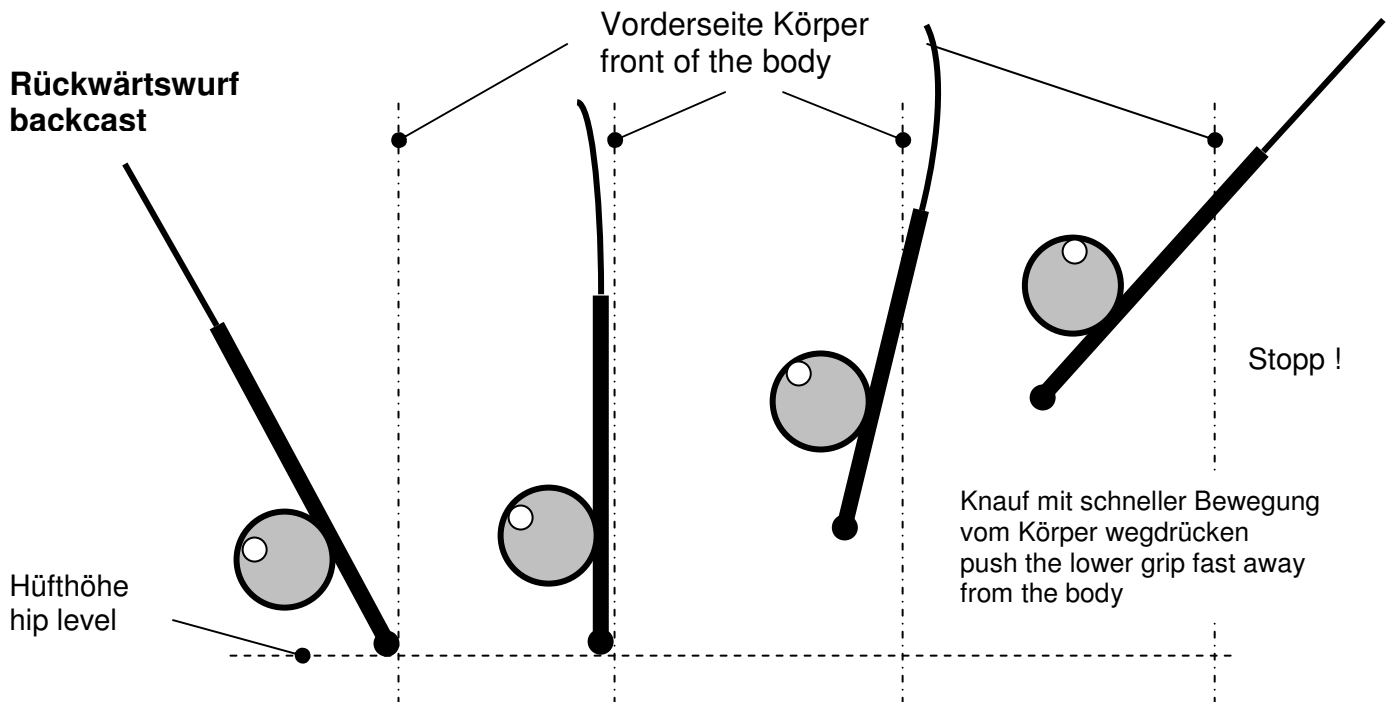 Vorderseite Körper
front of the body
Rückwärtswurf
backcast
Stopp !
Knauf mit schneller Bewegung
vom Körper wegdrücken
push the lower grip fast away
from the body
Hüfthöhe
hip level